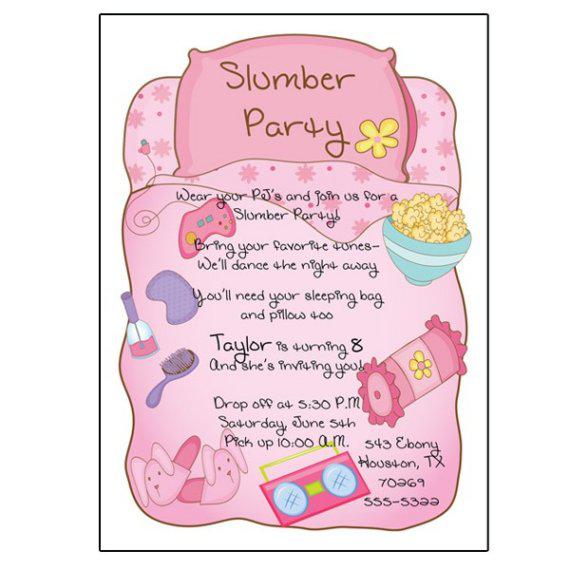 Slumber
Party
Wear your PJ's and join us for a
Slumber Party!
Bring your favorite tunes-
We'll dance the night away
You'll need your sleeping bag
and pillow too
Taylor is turning 8
And she's inviting you!
Drop off at 5:30 P.M
Saturday, June 5th
Pick up 10:00 A.M.
543 Ebony
Houston, TX
70269
555-5322